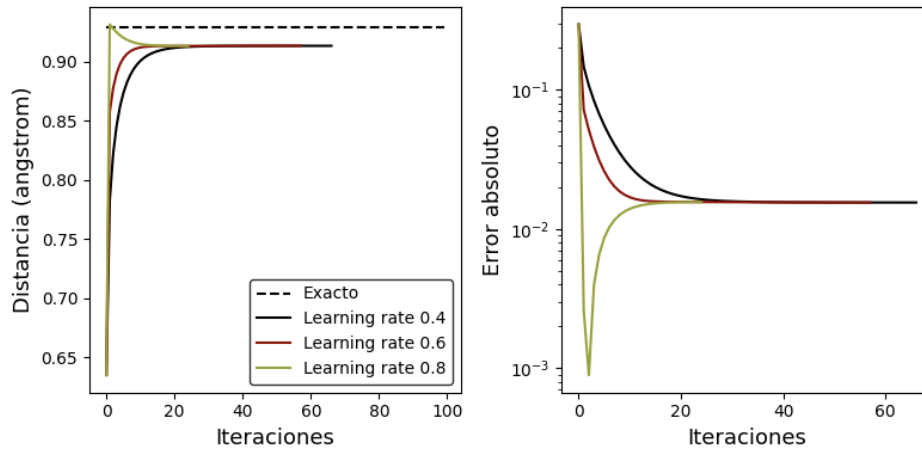 Distancia (angstrom)
0.90
0.85
0.80
0.75
0.70
0.65
0 20 40 60 80 100
Iteraciones
Exacto
Learning rate 0.4
Learning rate 0.6
Learning rate 0.8
Error absoluto
10⁻¹
10⁻²
10⁻³
0 20 40 60
Iteraciones